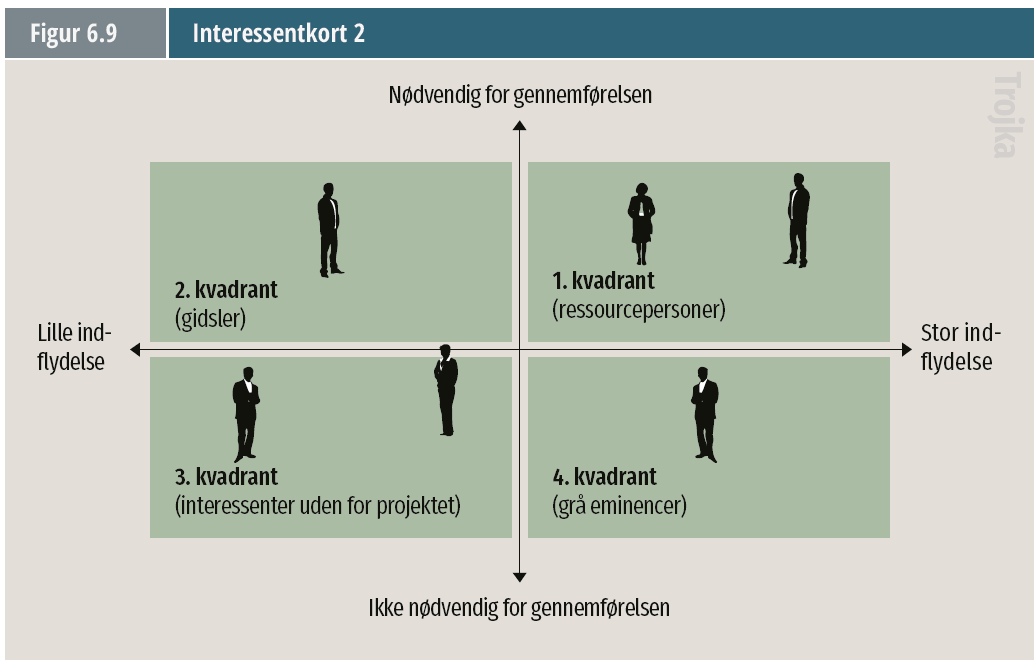 Figur 6.9
Interessentkort 2
Trojka
Nødvendig for gennemførelsen
2. kvadrant
(gidsler)
1. kvadrant
(ressourcepersoner)
Lille ind-
flydelse
Stor ind-
flydelse
3. kvadrant
(interessenter uden for projektet)
4. kvadrant
(grå eminencer)
Ikke nødvendig for gennemførelsen